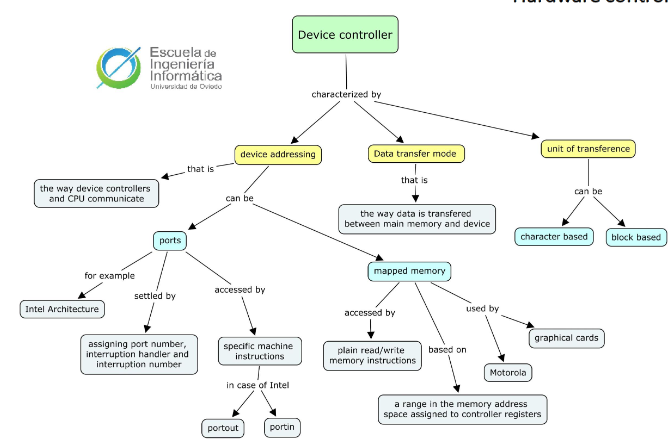 Hardware control
Device controller
Escuela de
Ingeniería
Informática
Universidad de Oviedo
characterized by
device addressing
Data transfer mode
unit of transference
that is
the way device controllers
and CPU communicate
can be
that is
the way data is transfered
between main memory and device
can be
character based
block based
ports
mapped memory
for example
Intel Architecture
settled by
assigning port number,
interruption handler and
interruption number
accessed by
specific machine
instructions
in case of Intel
portout
portin
accessed by
plain read/write
memory instructions
based on
a range in the memory address
space assigned to controller registers
used by
Motorola
graphical cards